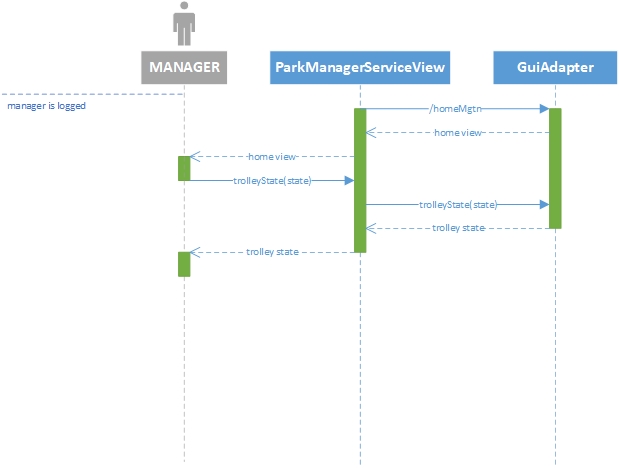 MANAGER
ParkManagerServiceView
GuiAdapter
manager is logged
/homeMgtn
home view
home view
trolleyState(state)
trolleyState(state)
trolley state
trolley state